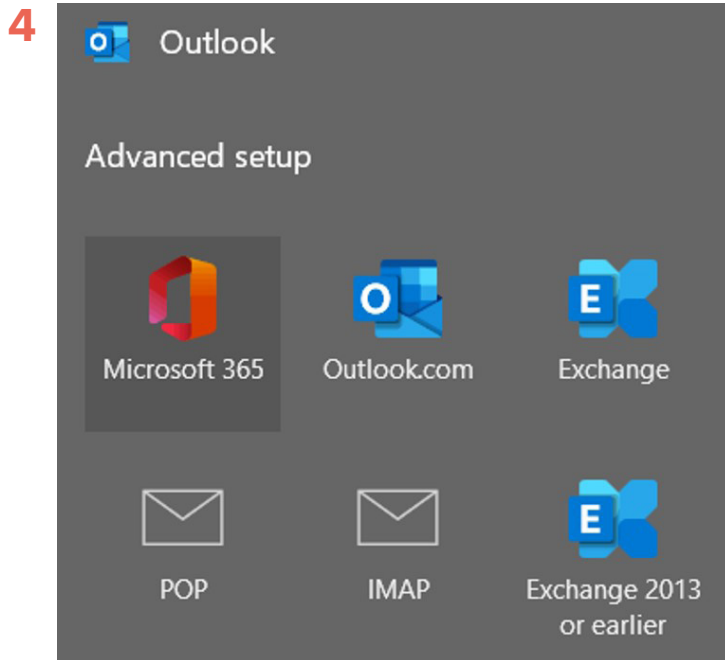 4
Outlook
Advanced setup
Microsoft 365
Outlook.com
Exchange
POP
IMAP
Exchange 2013
or earlier